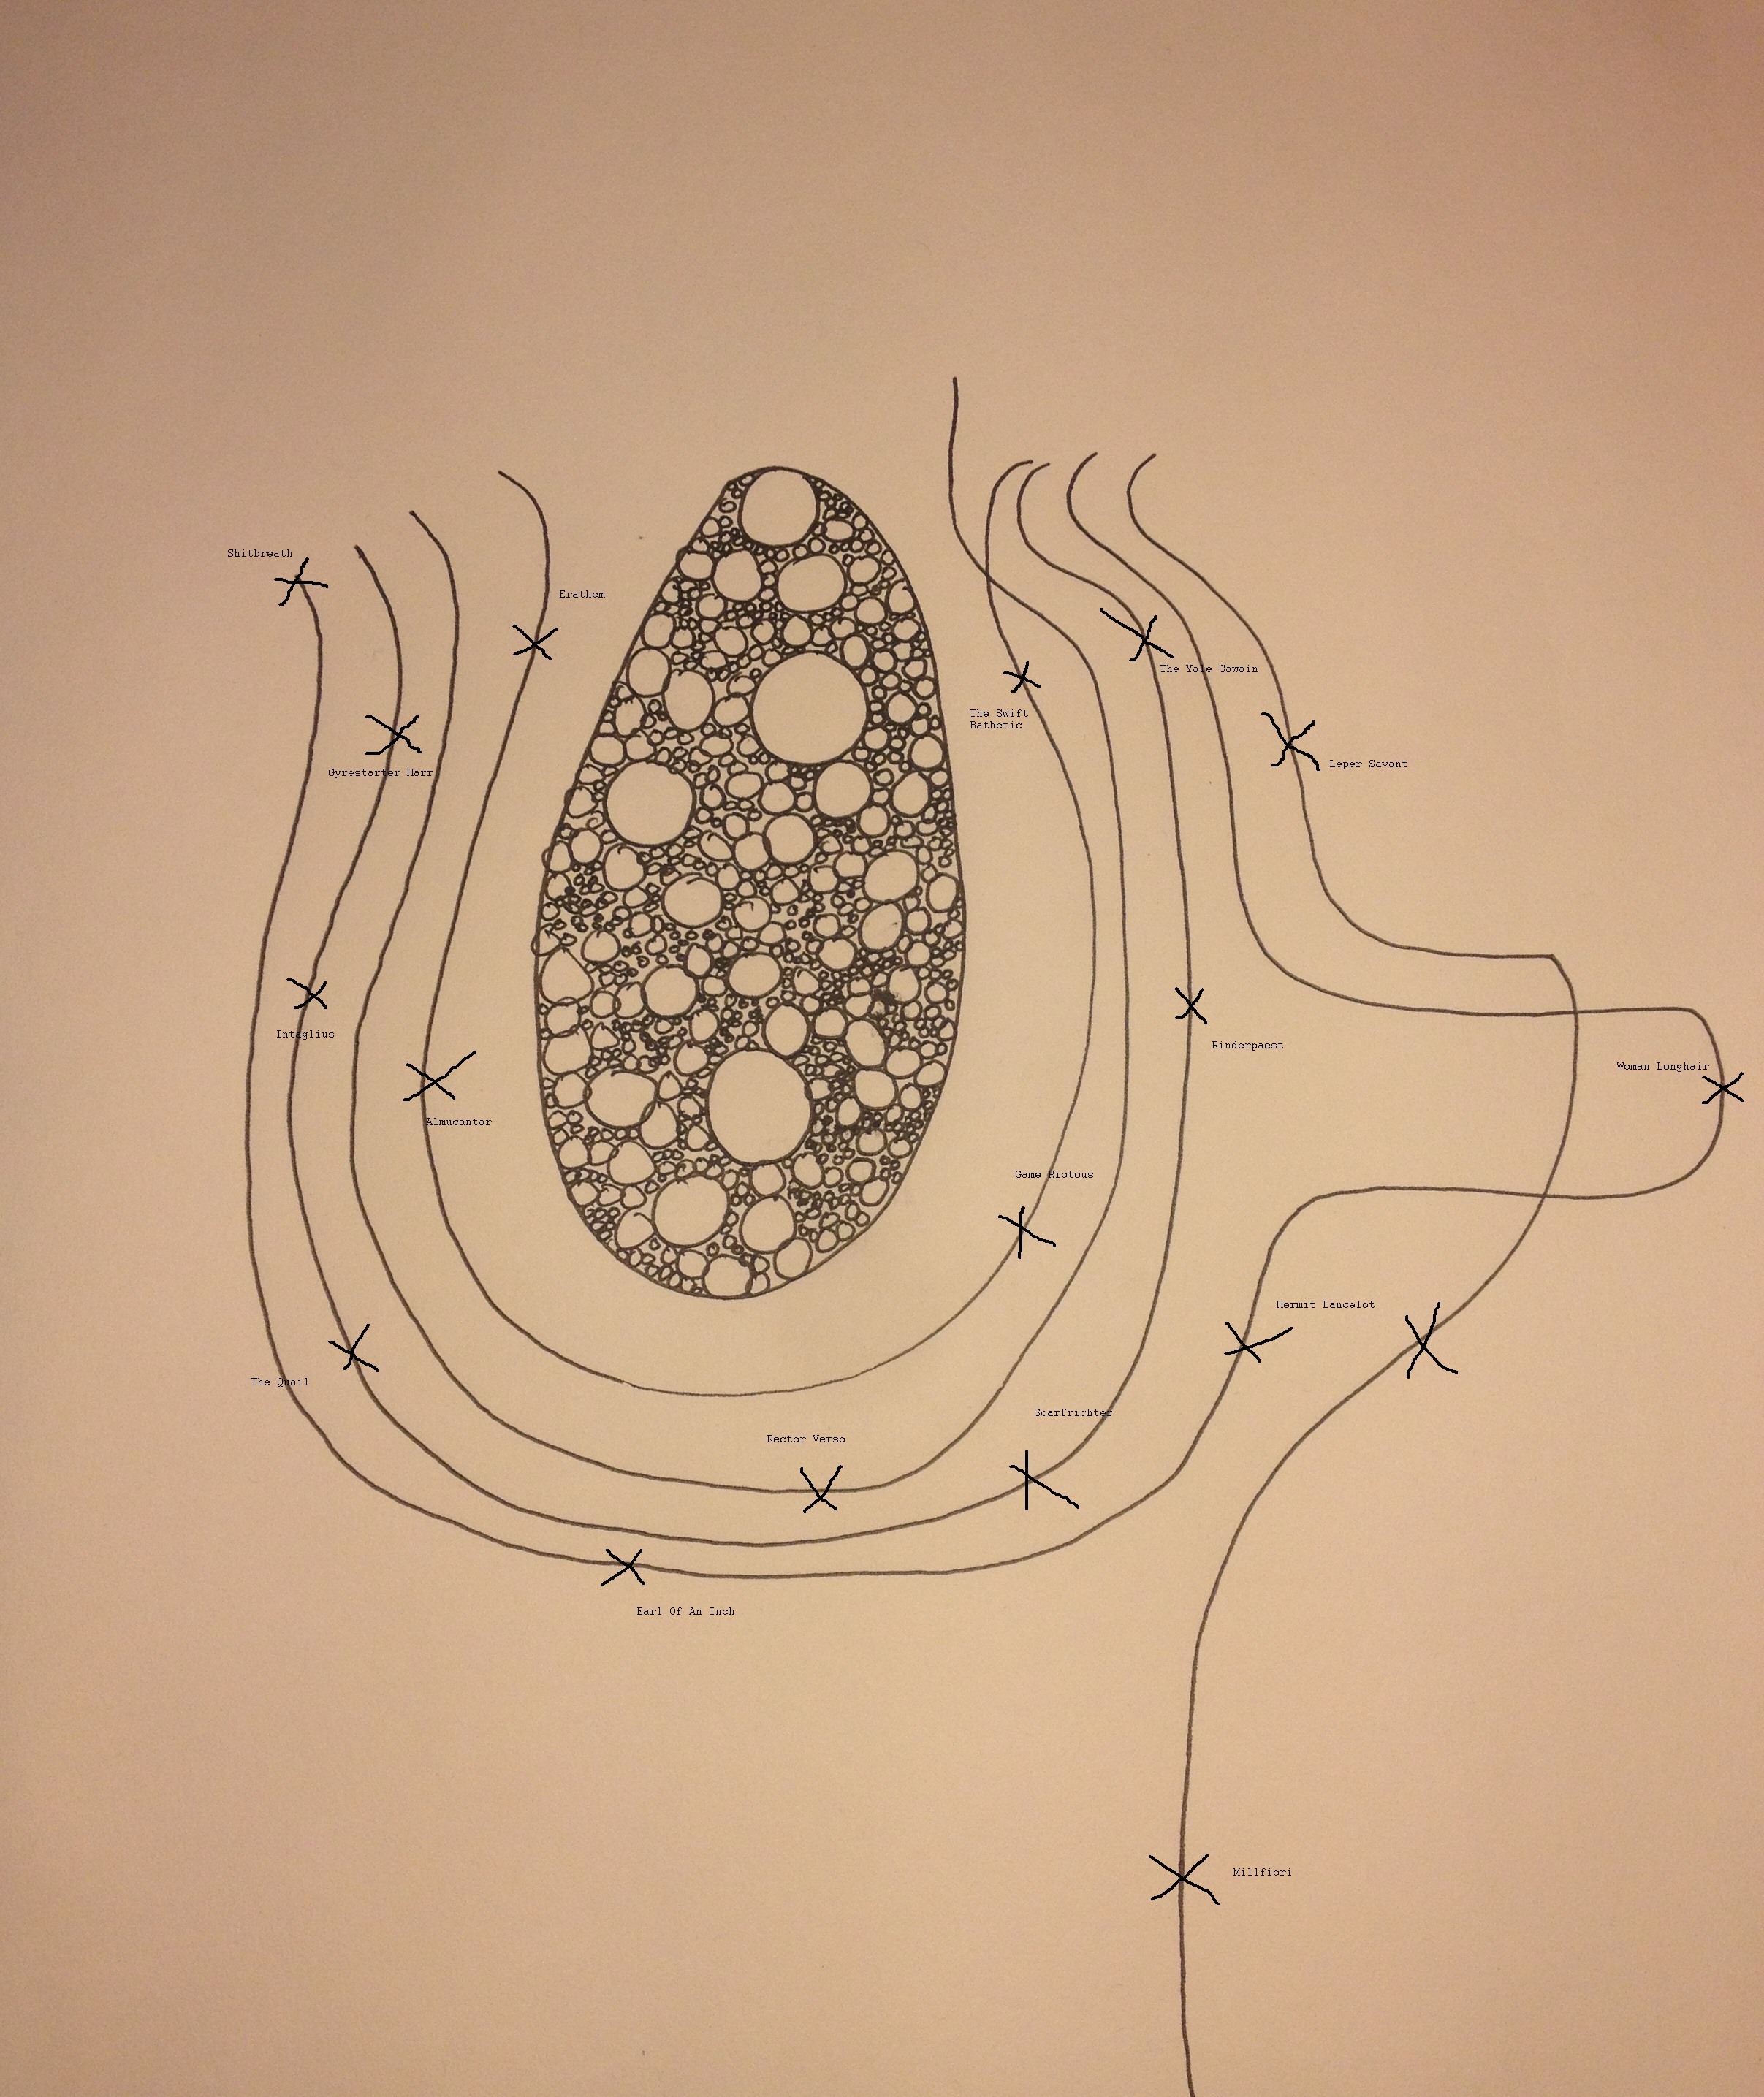 Shitbreath
Erathem
The Yale Gawain
The Swift
Bathetic
Leper Savant
Gyrestarter Harr
Intaglius
Rinderpaest
Woman Longhair
Almucantar
Game Riotous
Hermit Lancelot
The Quail
Scarfrichter
Rector Verso
Earl Of An Inch
Millfiori